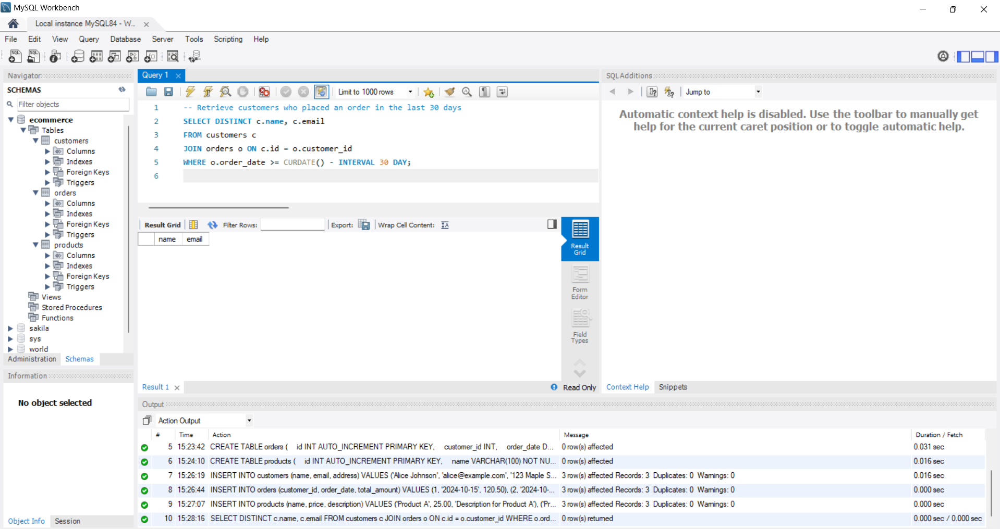 MySQL Workbench
Local instance MySQL84 - W...
File Edit View Query Database Server Tools Scripting Help
Navigator
SCHEMAS
Filter objects
ecommerce
Tables
customers
Columns
Indexes
Foreign Keys
Triggers
orders
Columns
Indexes
Foreign Keys
Triggers
products
Columns
Indexes
Foreign Keys
Triggers
Views
Stored Procedures
Functions
sakila
sys
world
Administration Schemas
Information
No object selected
Object Info Session
Query 1
Limit to 1000 rows
1 -- Retrieve customers who placed an order in the last 30 days
2 SELECT DISTINCT c.name, c.email
3 FROM customers c
4 JOIN orders o ON c.id = o.customer_id
5 WHERE o.order_date >= CURDATE() - INTERVAL 30 DAY;
6
Result Grid Filter Rows: Export: Wrap Cell Content:
name email
Result Grid
Form Editor
Field Types
Result 1 Read Only
SQLAdditions
Jump to
Automatic context help is disabled. Use the toolbar to manually get
help for the current caret position or to toggle automatic help.
Context Help Snippets
Output
Action Output
# Time Action Message Duration / Fetch
5 15:23:42 CREATE TABLE orders ( id INT AUTO_INCREMENT PRIMARY KEY, customer_id INT, order_date D... 0 row(s) affected 0.031 sec
6 15:24:10 CREATE TABLE products ( id INT AUTO_INCREMENT PRIMARY KEY, name VARCHAR(100) NOT NU... 0 row(s) affected 0.016 sec
7 15:26:19 INSERT INTO customers (name, email, address) VALUES ('Alice Johnson', 'alice@example.com', '123 Maple S... 3 row(s) affected Records: 3 Duplicates: 0 Warnings: 0 0.016 sec
8 15:26:44 INSERT INTO orders (customer_id, order_date, total_amount) VALUES (1, '2024-10-15', 120.50), (2, '2024-10-... 3 row(s) affected Records: 3 Duplicates: 0 Warnings: 0 0.000 sec
9 15:27:07 INSERT INTO products (name, price, description) VALUES ('Product A', 25.00, 'Description for Product A'), ('Pr... 3 row(s) affected Records: 3 Duplicates: 0 Warnings: 0 0.000 sec
10 15:28:16 SELECT DISTINCT c.name, c.email FROM customers c JOIN orders o ON c.id = o.customer_id WHERE o.ord... 0 row(s) returned 0.000 sec / 0.000 sec